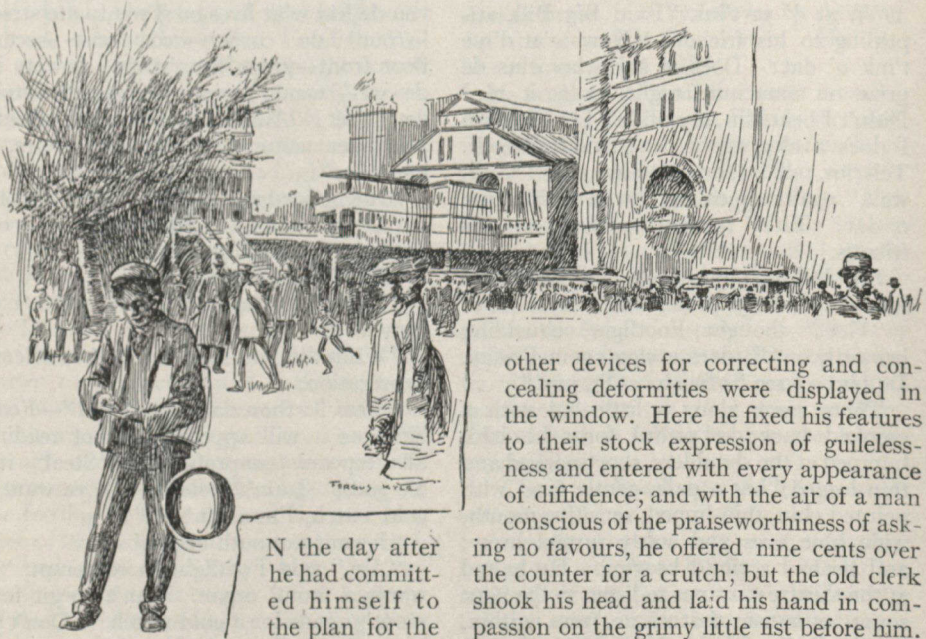 FERGUS KYLE
ON the day after
he had committ-
ed himself to
the plan for the
other devices for correcting and con-
cealing deformities were displayed in
the window. Here he fixed his features
to their stock expression of guileless-
ness and entered with every appearance
of diffidence; and with the air of a man
conscious of the praiseworthiness of ask-
ing no favours, he offered nine cents over
the counter for a crutch; but the old clerk
shook his head and laid his hand in com-
passion on the grimy little fist before him.